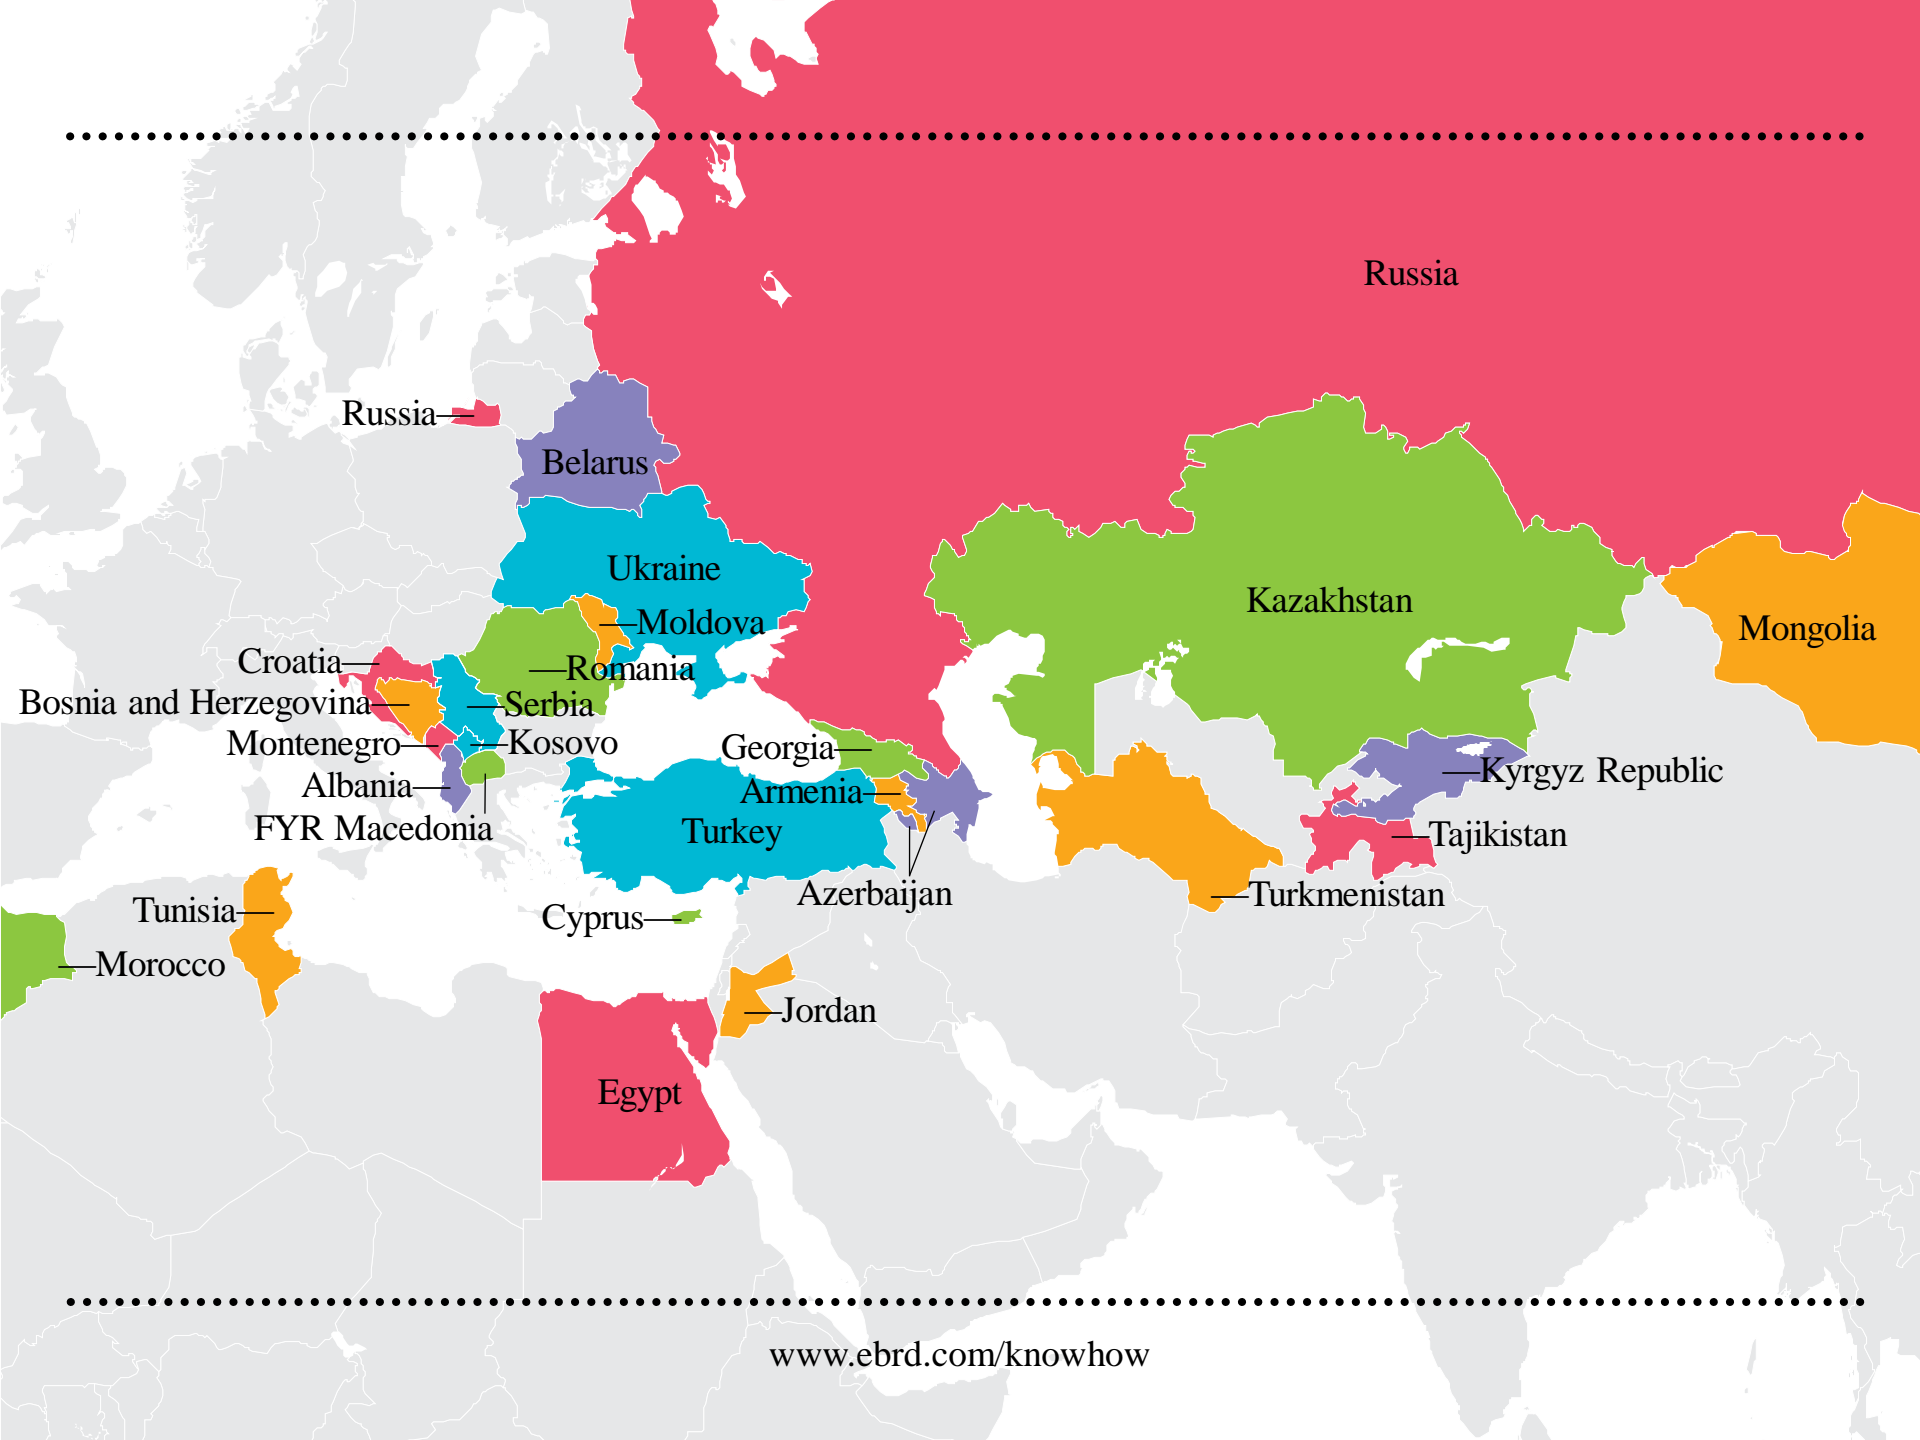 Russia
Russia
Belarus
Ukraine
Kazakhstan
Moldova
Mongolia
Croatia
Romania
Bosnia and Herzegovina
Serbia
Montenegro
Kosovo
Georgia
Kyrgyz Republic
Albania
Armenia
FYR Macedonia
Turkey
Tajikistan
Azerbaijan
Turkmenistan
Tunisia
Cyprus
Morocco
Jordan
Egypt
www.ebrd.com/knowhow